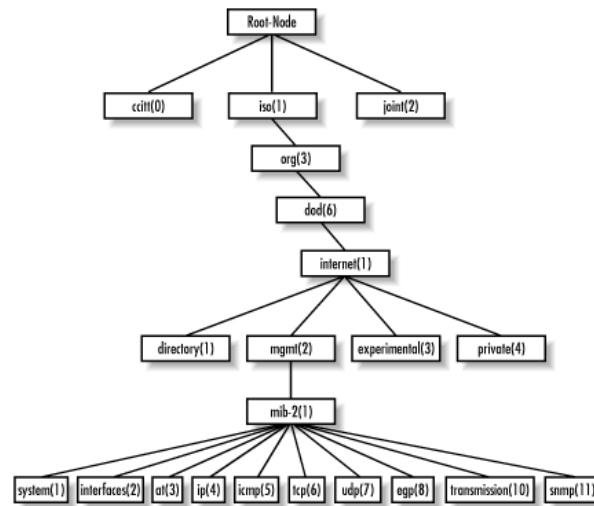 Root-Node
ccitt(0) iso(1) joint(2)
org(3)
dod(6)
internet(1)
directory(1) mgmt(2) experimental(3) private(4)
mib-2(1)
system(1) interfaces(2) at(3) ip(4) icmp(5) tcp(6) udp(7) egp(8) transmission(10) snmp(11)